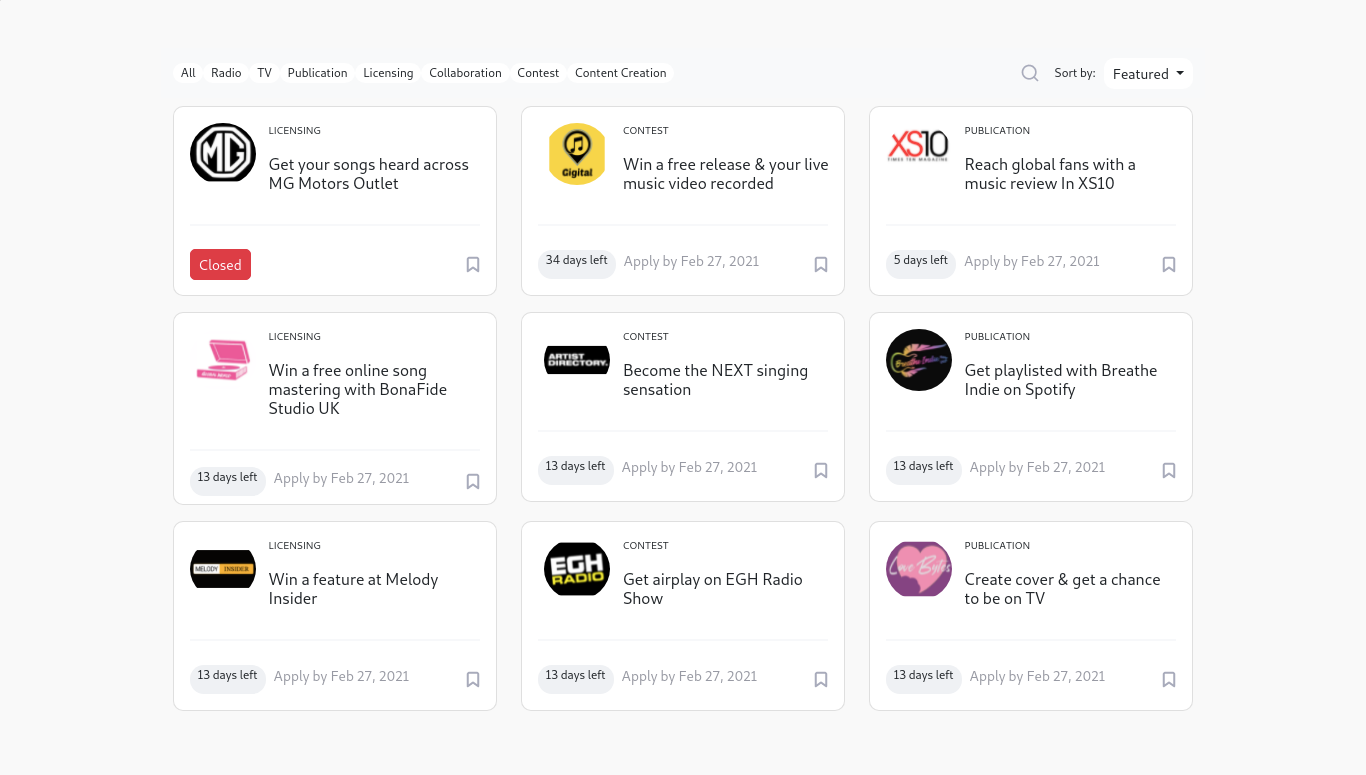 All Radio TV Publication Licensing Collaboration Contest Content Creation
Sort by: Featured
MG
LICENSING
Get your songs heard across
MG Motors Outlet
Closed
Gigital
CONTEST
Win a free release & your live
music video recorded
34 days left Apply by Feb 27, 2021
XS10
TIMES TEN MAGAZINE
PUBLICATION
Reach global fans with a
music review In XS10
5 days left Apply by Feb 27, 2021
LICENSING
Win a free online song
mastering with BonaFide
Studio UK
13 days left Apply by Feb 27, 2021
ARTIST
DIRECTORY.
CONTEST
Become the NEXT singing
sensation
13 days left Apply by Feb 27, 2021
Breathe Indie
PUBLICATION
Get playlisted with Breathe
Indie on Spotify
13 days left Apply by Feb 27, 2021
MELODY INSIDER
LICENSING
Win a feature at Melody
Insider
13 days left Apply by Feb 27, 2021
EGH
RADIO
CONTEST
Get airplay on EGH Radio
Show
13 days left Apply by Feb 27, 2021
Love Bytes
PUBLICATION
Create cover & get a chance
to be on TV
13 days left Apply by Feb 27, 2021